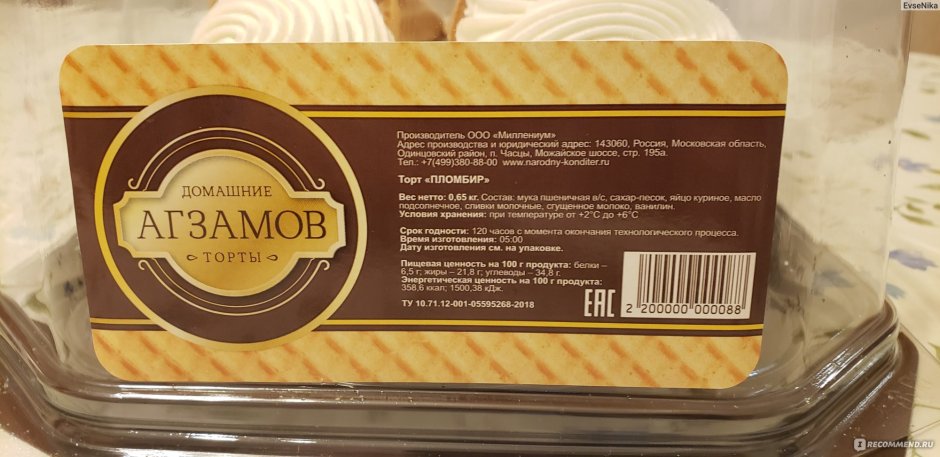 EvseNika
ДОМАШНИЕ
АГЗАМОВ
ТОРТЫ
Производитель ООО «Миллениум»
Адрес производства и юридический адрес: 143060, Россия, Московская область,
Одинцовский район, п. Часцы, Можайское шоссе, стр. 195а.
Тел.: +7(499)380-88-00 www.narodny-konditer.ru
Торт «ПЛОМБИР»
Вес нетто: 0,65 кг. Состав: мука пшеничная в/с, сахар-песок, яйцо куриное, масло
подсолнечное, сливки молочные, сгущенное молоко, ванилин.
Условия хранения: при температуре от +2°С до +6°С
Срок годности: 120 часов с момента окончания технологического процесса.
Время изготовления: 05:00
Дату изготовления см. на упаковке.
Пищевая ценность на 100 г продукта: белки –
6,5 г; жиры – 21,8 г; углеводы – 34,8 г.
Энергетическая ценность на 100 г продукта:
358,6 ккал; 1500,38 кДж.
ТУ 10.71.12-001-05595268-2018
EAC
2 200000 000088
IRECOMMEND.RU